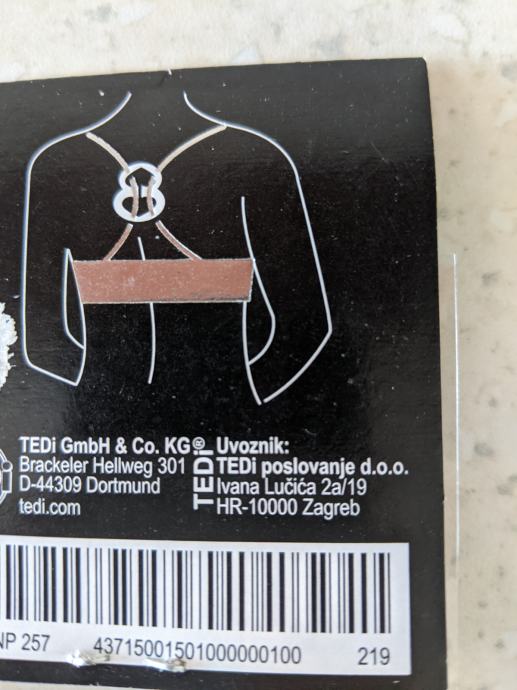 TEDi GmbH & Co. KG
Brackeler Hellweg 301
D-44309 Dortmund
tedi.com
TEDi®
Uvoznik:
TEDi poslovanje d.o.o.
Ivana Lučića 2a/19
HR-10000 Zagreb
NP 257
43715001501000000100
219